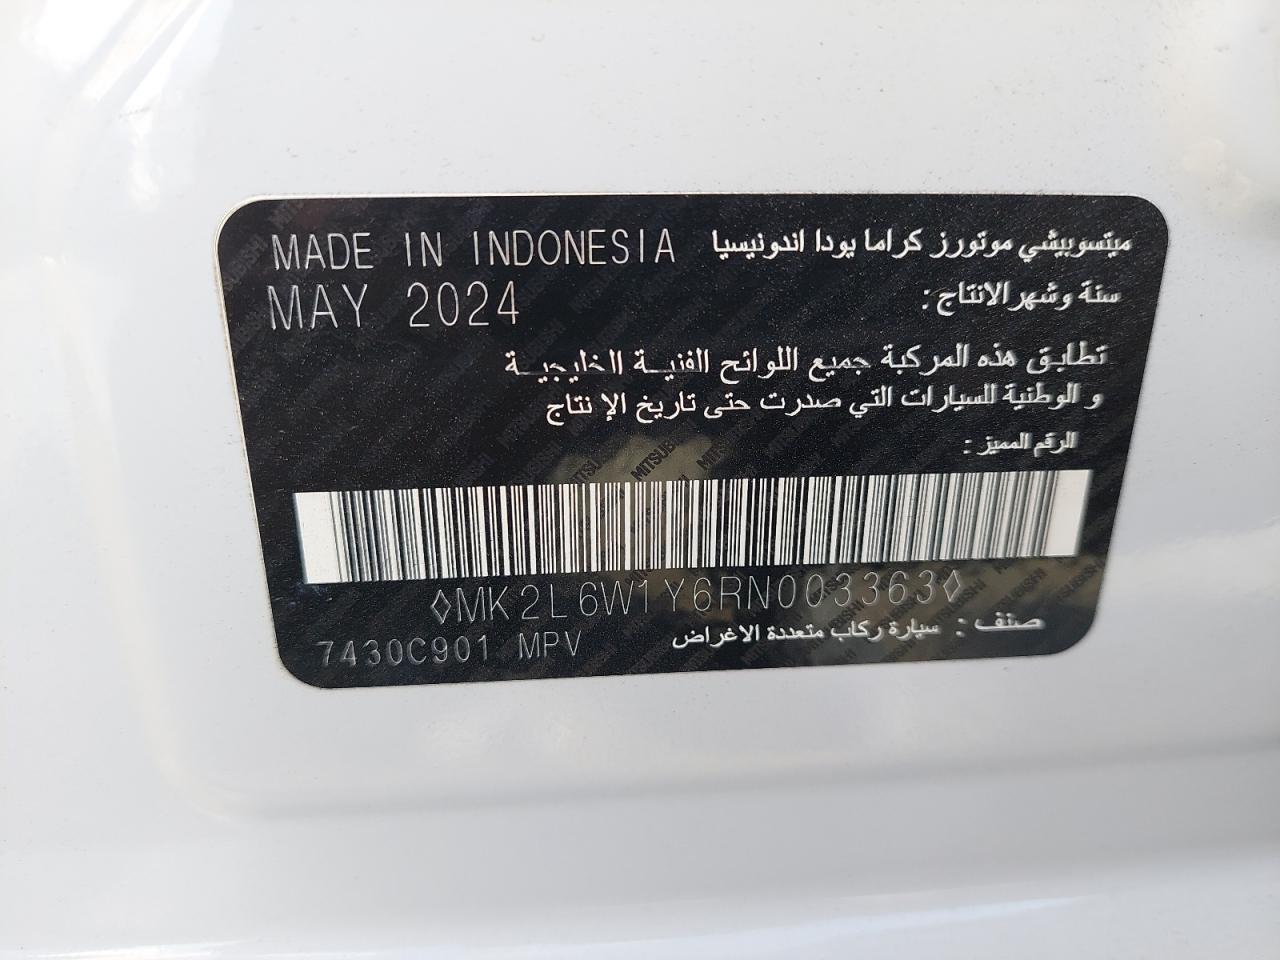 MADE IN INDONESIA ميتسوبيشي موتورز كراما يودا اندونيسيا
MAY 2024 سنة وشهر الانتاج :
تطابق هذه المركبة جميع اللوائح الفنية الخليجية
و الوطنية للسيارات التي صدرت حتى تاريخ الإ نتاج
الرقم المميز :
◊MK2L6W1Y6RN003363◊
7430C901 MPV صنف : سيارة ركاب متعددة الاغراض